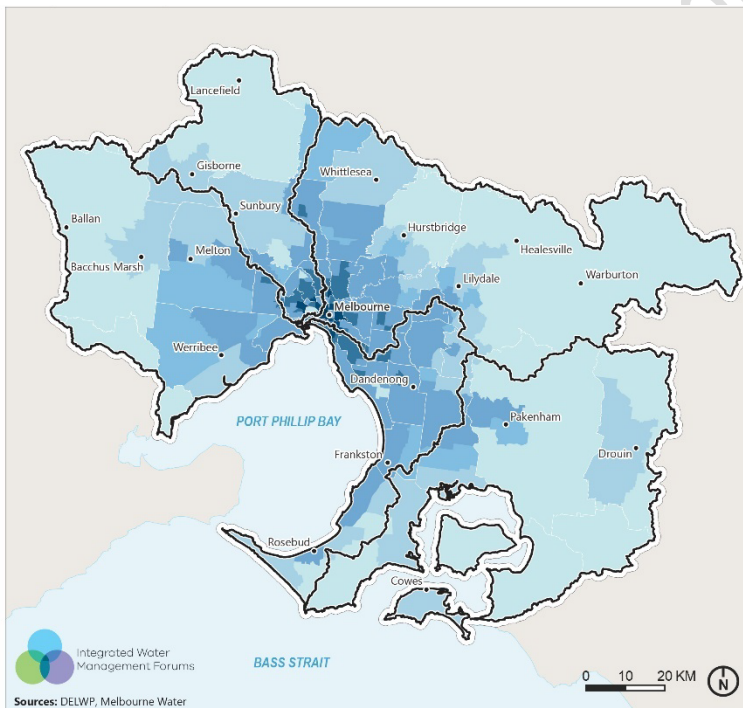 Lancefield
Gisborne
Whittlesea
Sunbury
Ballan
Hurstbridge
Healesville
Bacchus Marsh
Melton
Lilydale
Warburton
Melbourne
Werribee
Dandenong
PORT PHILLIP BAY
Pakenham
Frankston
Drouin
Rosebud
Cowes
Integrated Water
Management Forums
BASS STRAIT
0 10 20 KM
N
Sources: DELWP, Melbourne Water